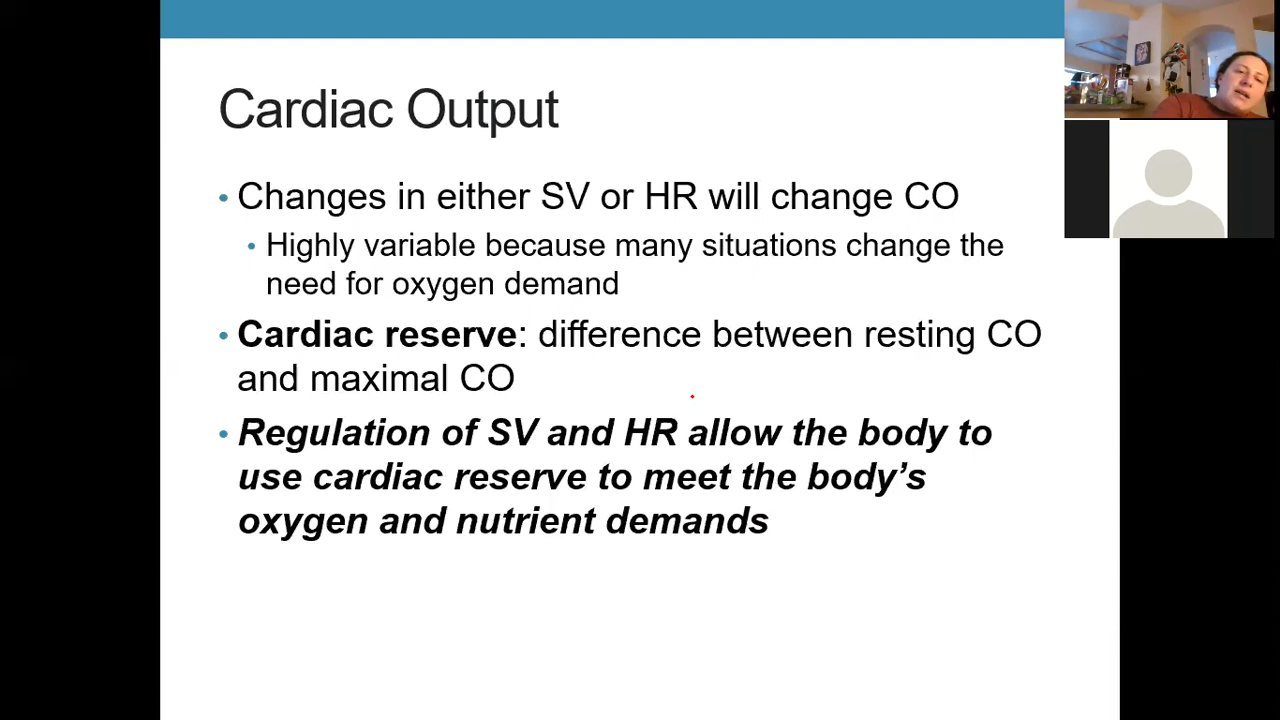 Cardiac Output
• Changes in either SV or HR will change CO
• Highly variable because many situations change the
need for oxygen demand
• Cardiac reserve: difference between resting CO
and maximal CO
• Regulation of SV and HR allow the body to
use cardiac reserve to meet the body’s
oxygen and nutrient demands